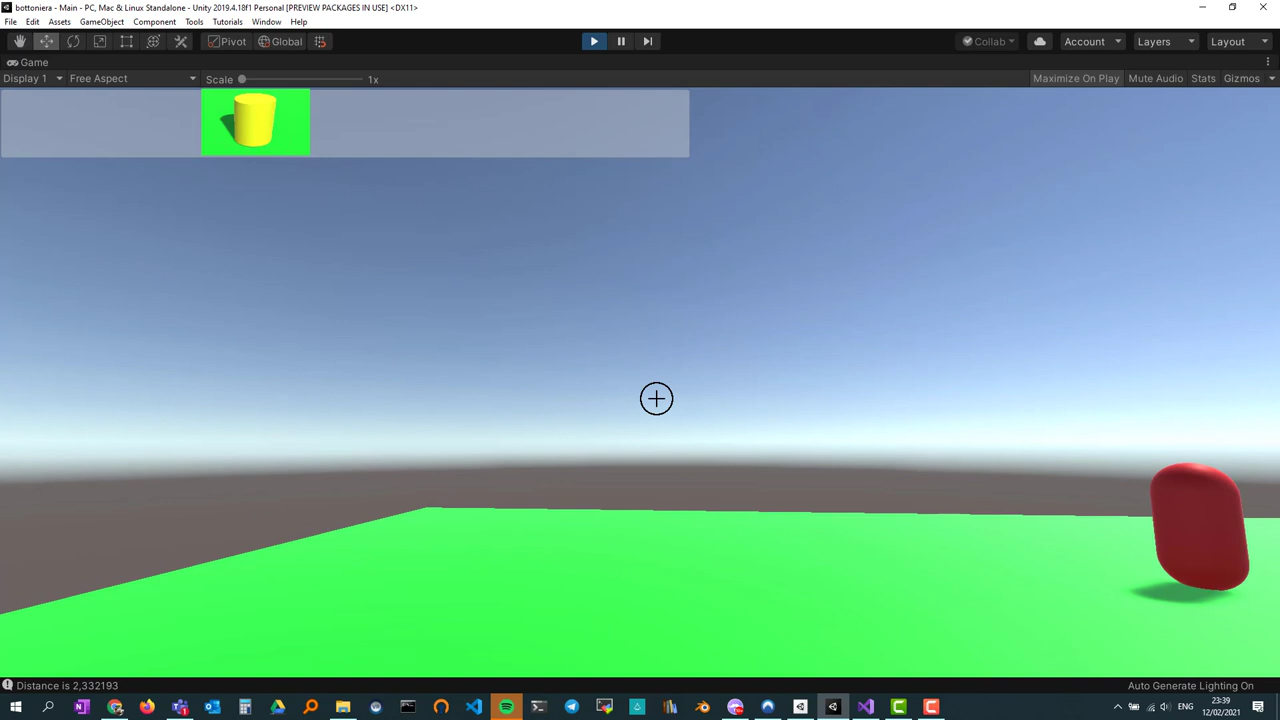 bottoniera - Main - PC, Mac & Linux Standalone - Unity 2019.4.18f1 Personal [PREVIEW PACKAGES IN USE] <DX11>
File Edit Assets GameObject Component Tools Tutorials Window Help
Pivot Global Collab Account Layers Layout
Game
Display 1 Free Aspect Scale 1x Maximize On Play Mute Audio Stats Gizmos
Distance is 2,332193 Auto Generate Lighting On
ENG
23:39
12/02/2021